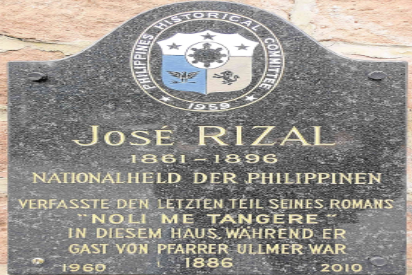 PHILIPPINES HISTORICAL COMMITTEE
1959
JOSÉ RIZAL
1861-1896
NATIONALHELD DER PHILIPPINEN
VERFASSTE DEN LETZTEN TEIL SEINES ROMANS
"NOLI ME TANGERE"
IN DIESEM HAUS, WÄHREND ER
GAST VON PFARRER ULLMER WAR
1886
1960 2010